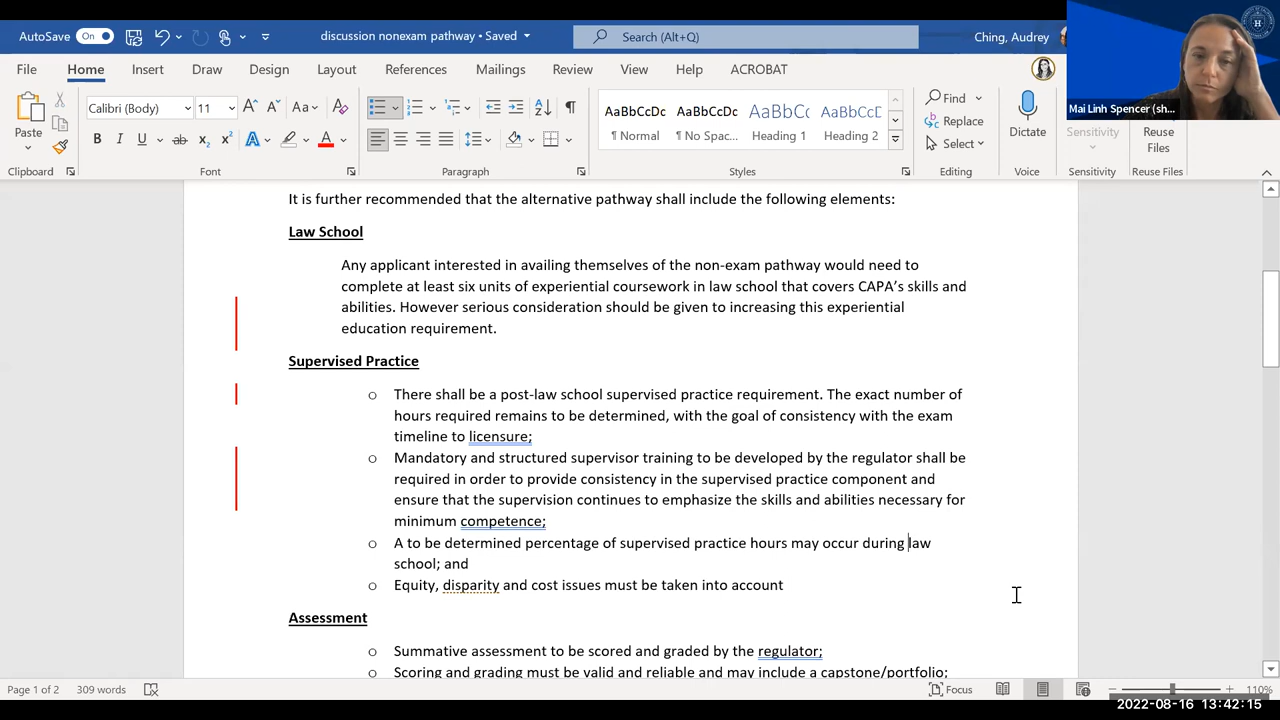 AutoSave On discussion nonexam pathway • Saved Search (Alt+Q) Ching, Audrey
File Home Insert Draw Design Layout References Mailings Review View Help ACROBAT
Mai Linh Spencer (sh...
Paste Calibri (Body) 11 Aa AaBbCcDc AaBbCcDc AaBbCc AaBbCcD Find Replace Select Dictate Sensitivity Reuse Files
B I U ab x₂ x² A A ¶ Normal ¶ No Spac... Heading 1 Heading 2
Clipboard Font Paragraph Styles Editing Voice Sensitivity Reuse Files
It is further recommended that the alternative pathway shall include the following elements:
Law School
Any applicant interested in availing themselves of the non-exam pathway would need to
complete at least six units of experiential coursework in law school that covers CAPA's skills and
abilities. However serious consideration should be given to increasing this experiential
education requirement.
Supervised Practice
o There shall be a post-law school supervised practice requirement. The exact number of
hours required remains to be determined, with the goal of consistency with the exam
timeline to licensure;
o Mandatory and structured supervisor training to be developed by the regulator shall be
required in order to provide consistency in the supervised practice component and
ensure that the supervision continues to emphasize the skills and abilities necessary for
minimum competence;
o A to be determined percentage of supervised practice hours may occur during law
school; and
o Equity, disparity and cost issues must be taken into account
Assessment
o Summative assessment to be scored and graded by the regulator;
o Scoring and grading must be valid and reliable and may include a capstone/portfolio;
Page 1 of 2 309 words Focus 110%
2022-08-16 13:42:15